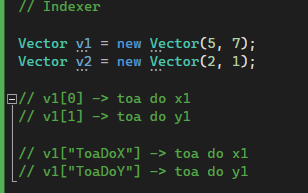 // Indexer
Vector v1 = new Vector(5, 7);
Vector v2 = new Vector(2, 1);
// v1[0] -> toa do x1
// v1[1] -> toa do y1
// v1["ToaDoX"] -> toa do x1
// v1["ToaDoY"] -> toa do y1